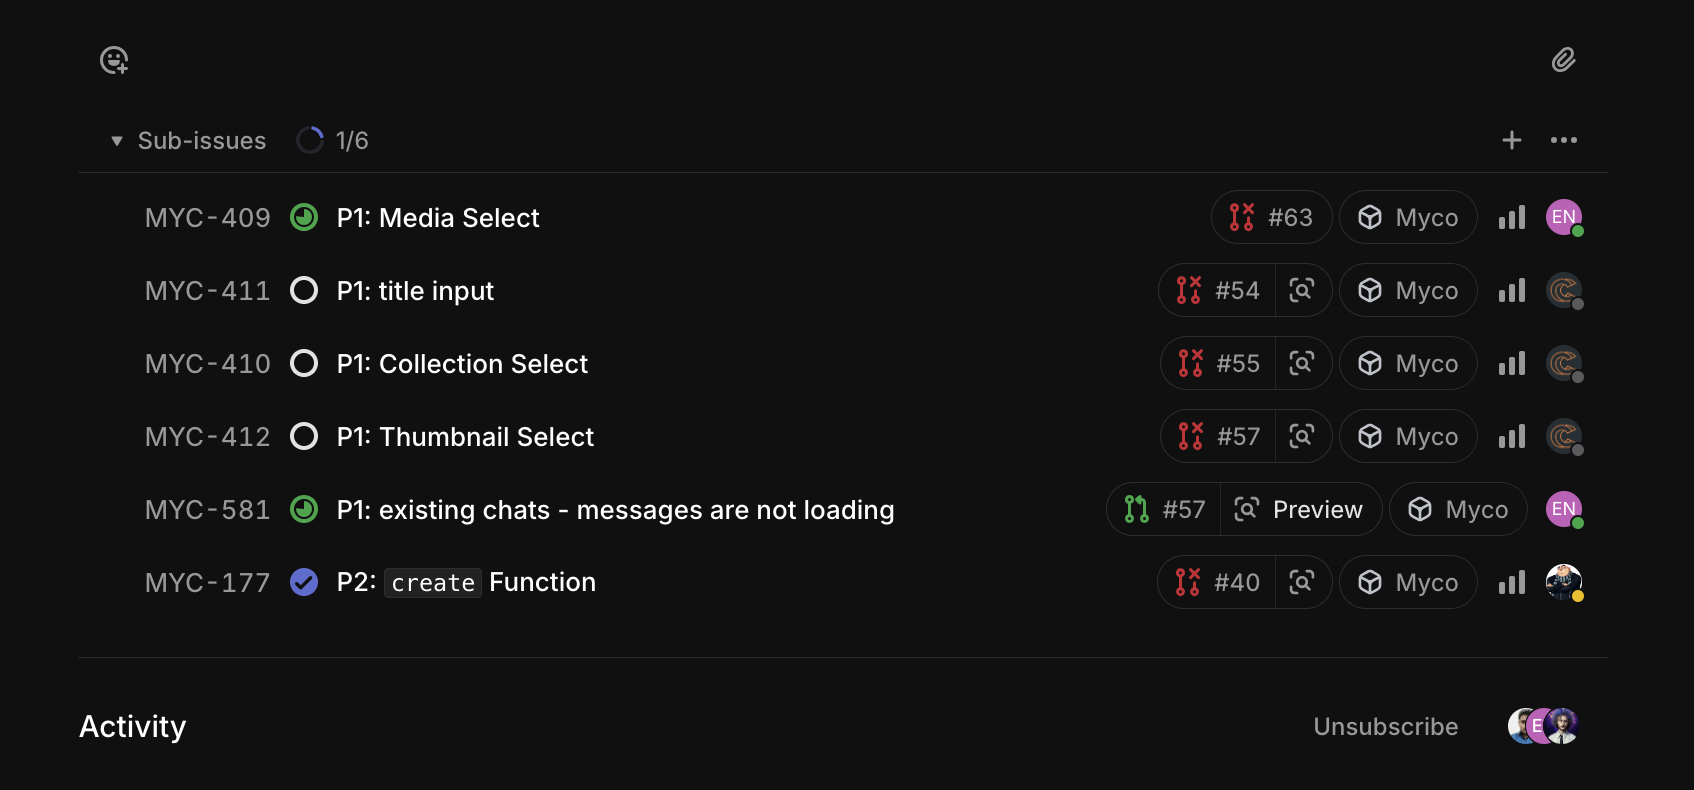 Sub-issues 1/6
MYC-409 P1: Media Select #63 Myco EN
MYC-411 P1: title input #54 Myco
MYC-410 P1: Collection Select #55 Myco
MYC-412 P1: Thumbnail Select #57 Myco
MYC-581 P1: existing chats - messages are not loading #57 Preview Myco EN
MYC-177 P2: create Function #40 Myco
Activity Unsubscribe E